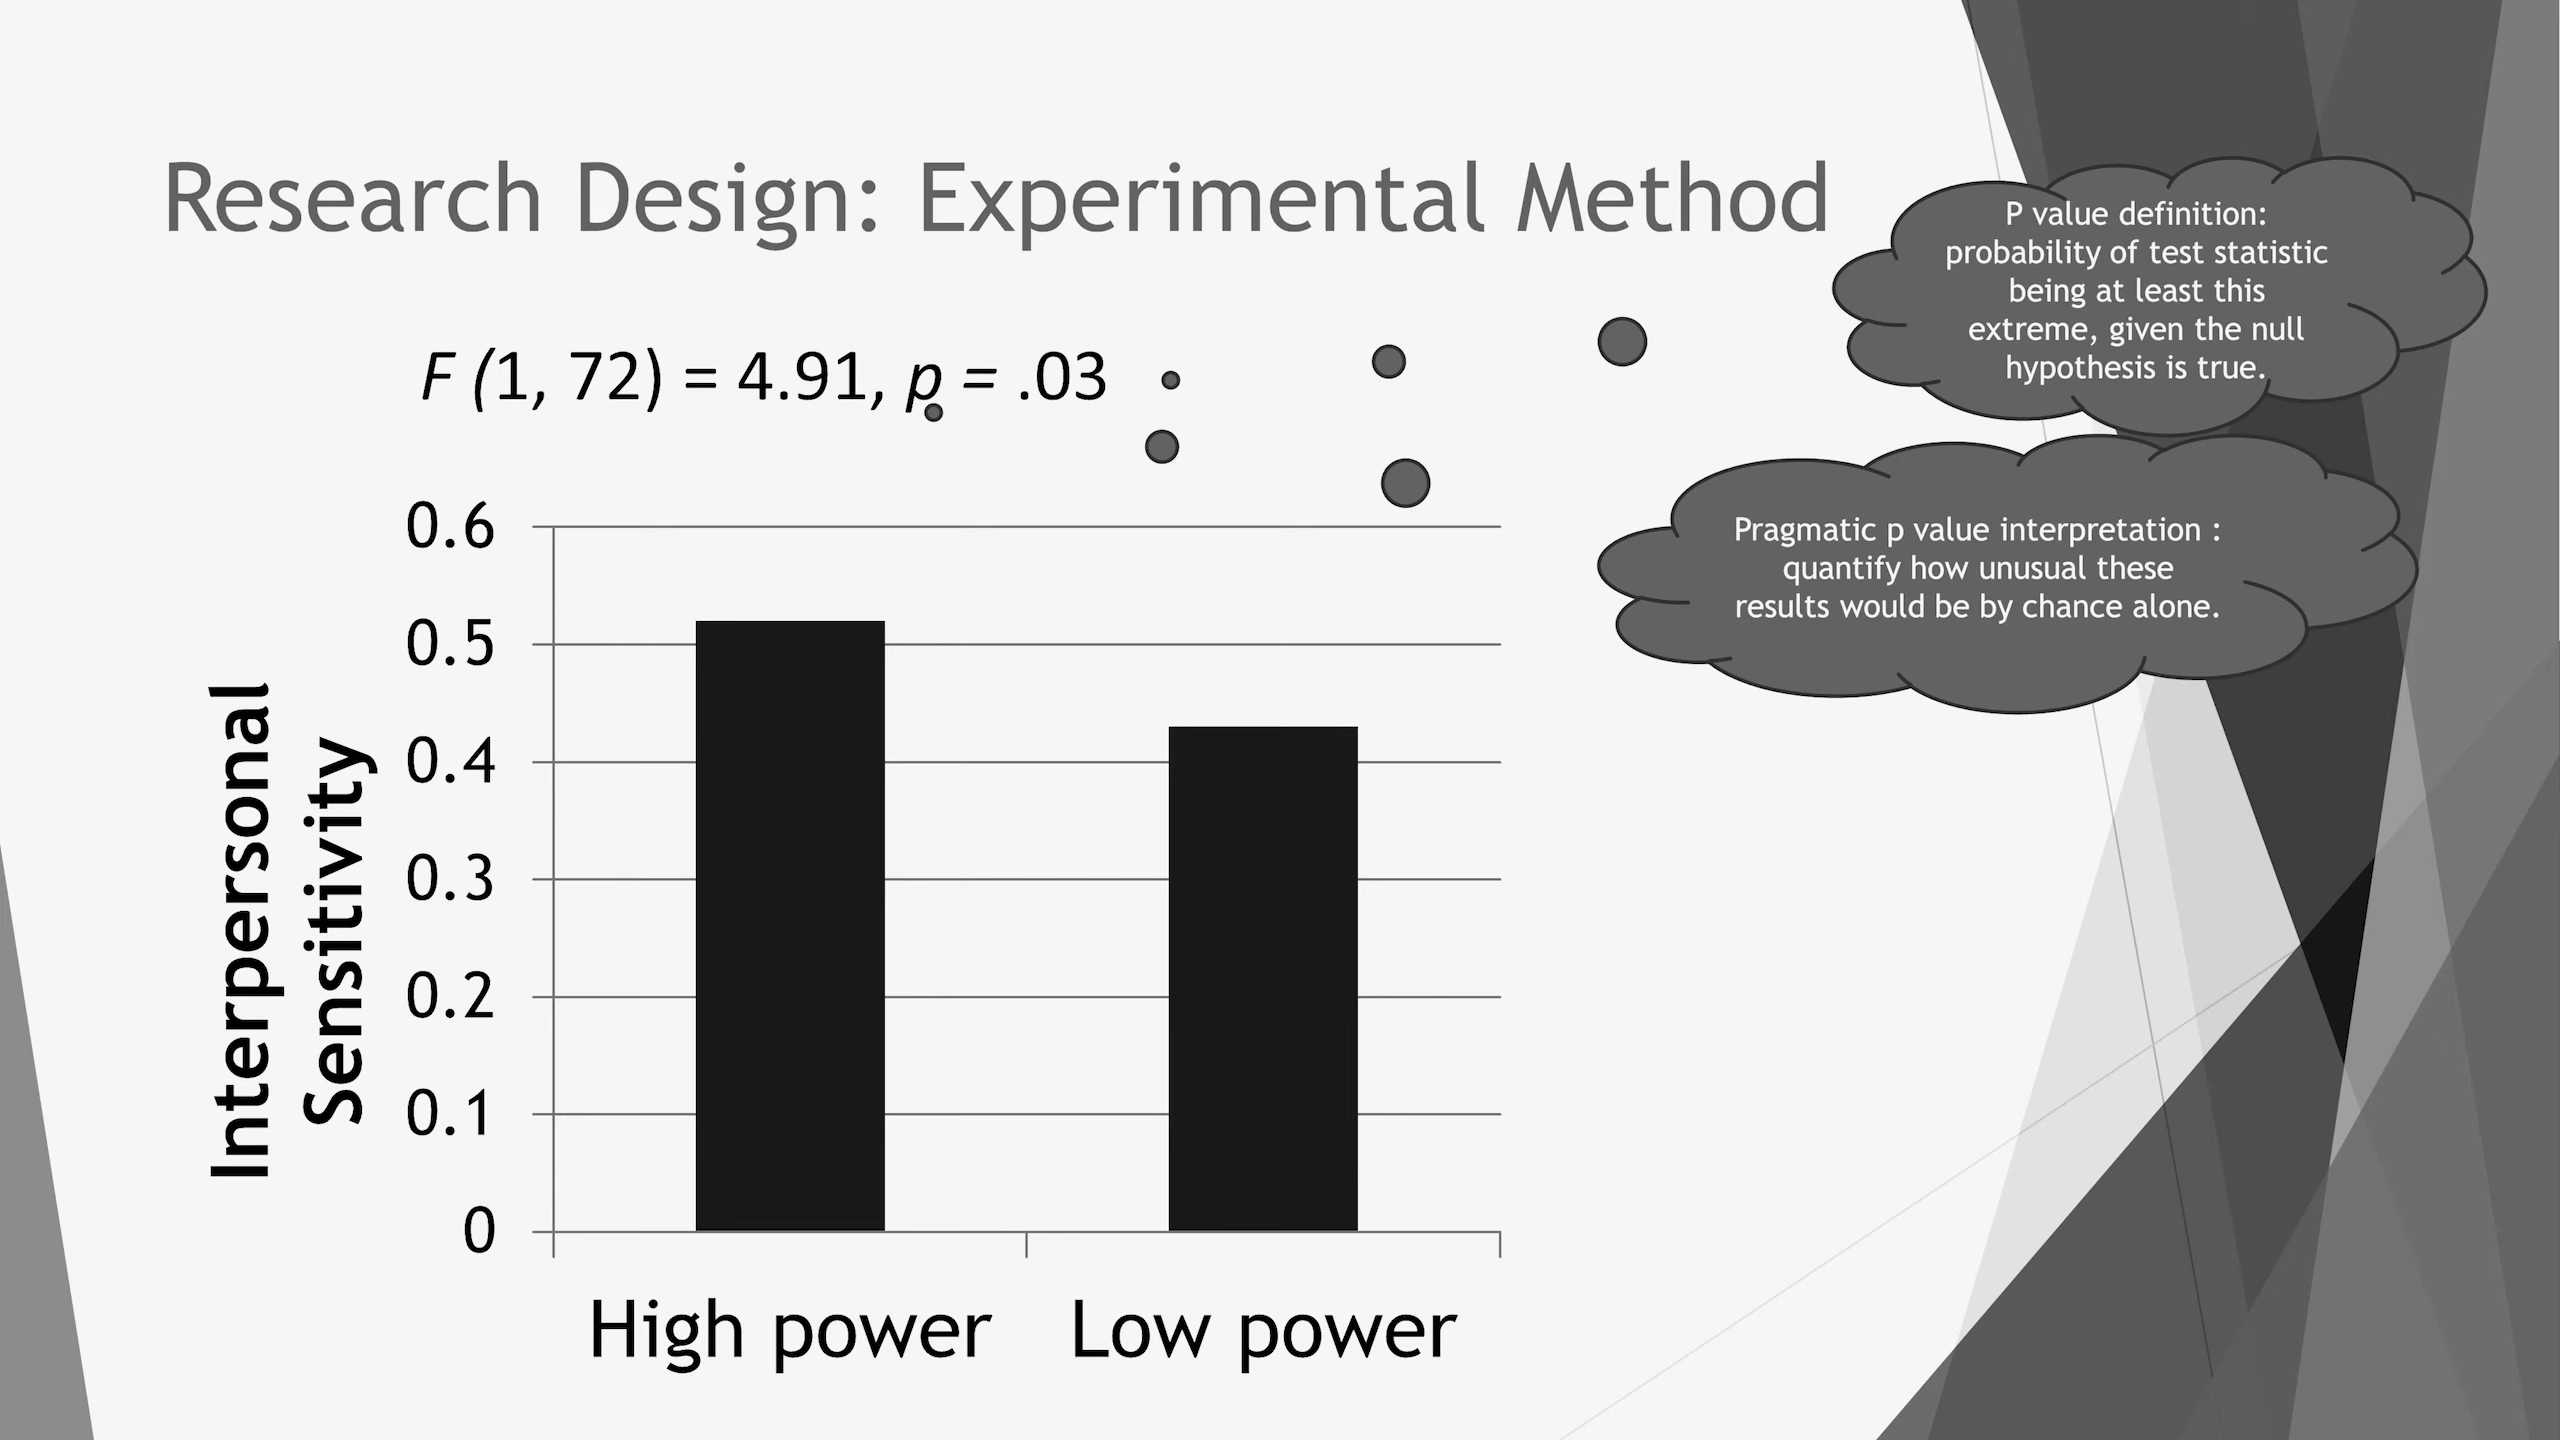 Research Design: Experimental Method
P value definition:
probability of test statistic
being at least this
extreme, given the null
hypothesis is true.
F (1, 72) = 4.91, p = .03
Pragmatic p value interpretation :
quantify how unusual these
results would be by chance alone.
Interpersonal
Sensitivity
0.6
0.5
0.4
0.3
0.2
0.1
0
High power
Low power